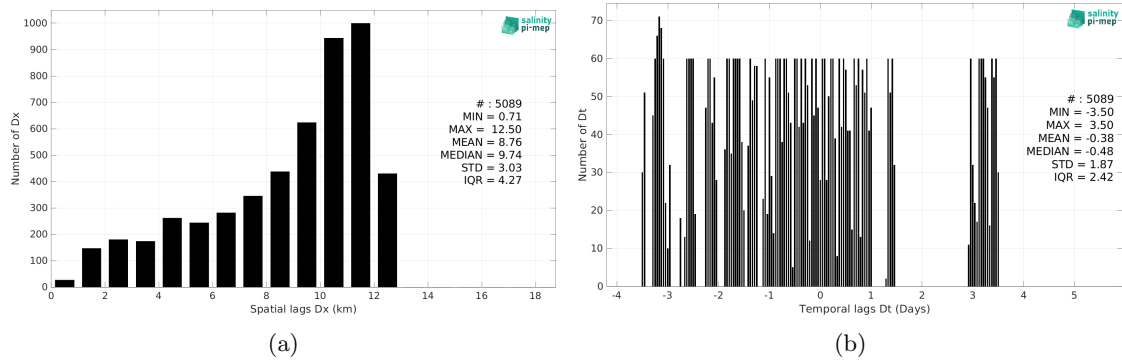 1000
900
800
700
600
500
400
300
200
100
0
Number of Dx
0 2 4 6 8 10 12 14 16 18
Spatial lags Dx (km)
salinity
pi-mep
# : 5089
MIN = 0.71
MAX = 12.50
MEAN = 8.76
MEDIAN = 9.74
STD = 3.03
IQR = 4.27
(a)
70
60
50
40
30
20
10
0
Number of Dt
-4 -3 -2 -1 0 1 2 3 4 5
Temporal lags Dt (Days)
salinity
pi-mep
# : 5089
MIN = -3.50
MAX = 3.50
MEAN = -0.38
MEDIAN = -0.48
STD = 1.87
IQR = 2.42
(b)